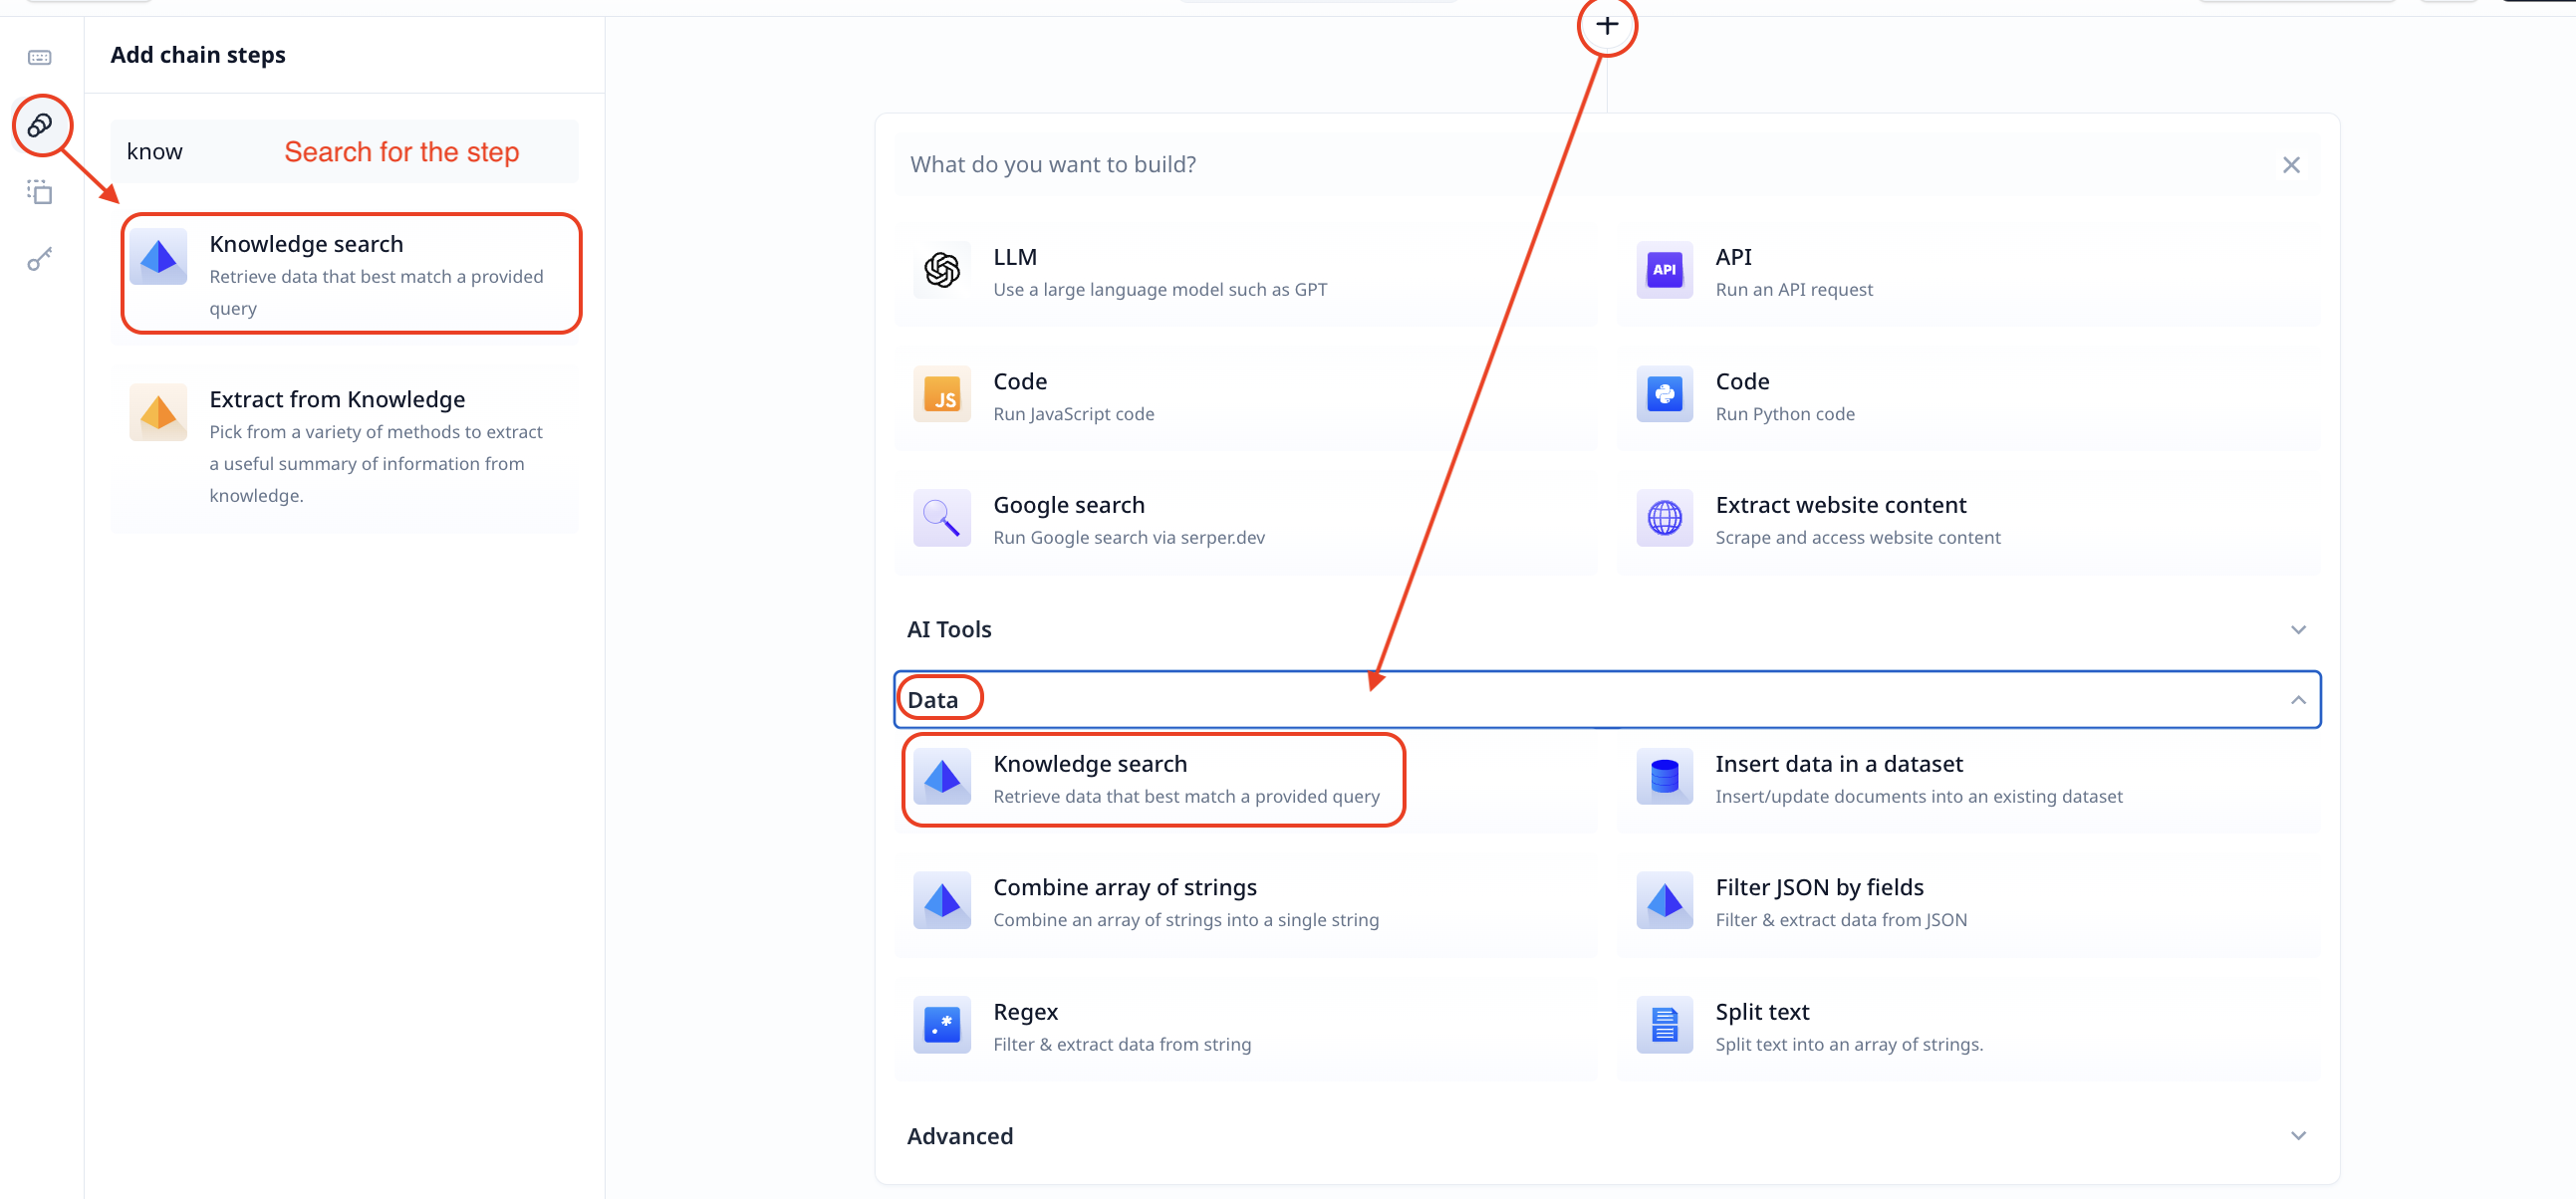 Add chain steps
know
Search for the step
Knowledge search
Retrieve data that best match a provided
query
Extract from Knowledge
Pick from a variety of methods to extract
a useful summary of information from
knowledge.
What do you want to build?
LLM
Use a large language model such as GPT
API
API
Run an API request
JS
Code
Run JavaScript code
Code
Run Python code
Google search
Run Google search via serper.dev
Extract website content
Scrape and access website content
AI Tools
Data
Knowledge search
Retrieve data that best match a provided query
Insert data in a dataset
Insert/update documents into an existing dataset
Combine array of strings
Combine an array of strings into a single string
Filter JSON by fields
Filter & extract data from JSON
.*
Regex
Filter & extract data from string
Split text
Split text into an array of strings.
Advanced